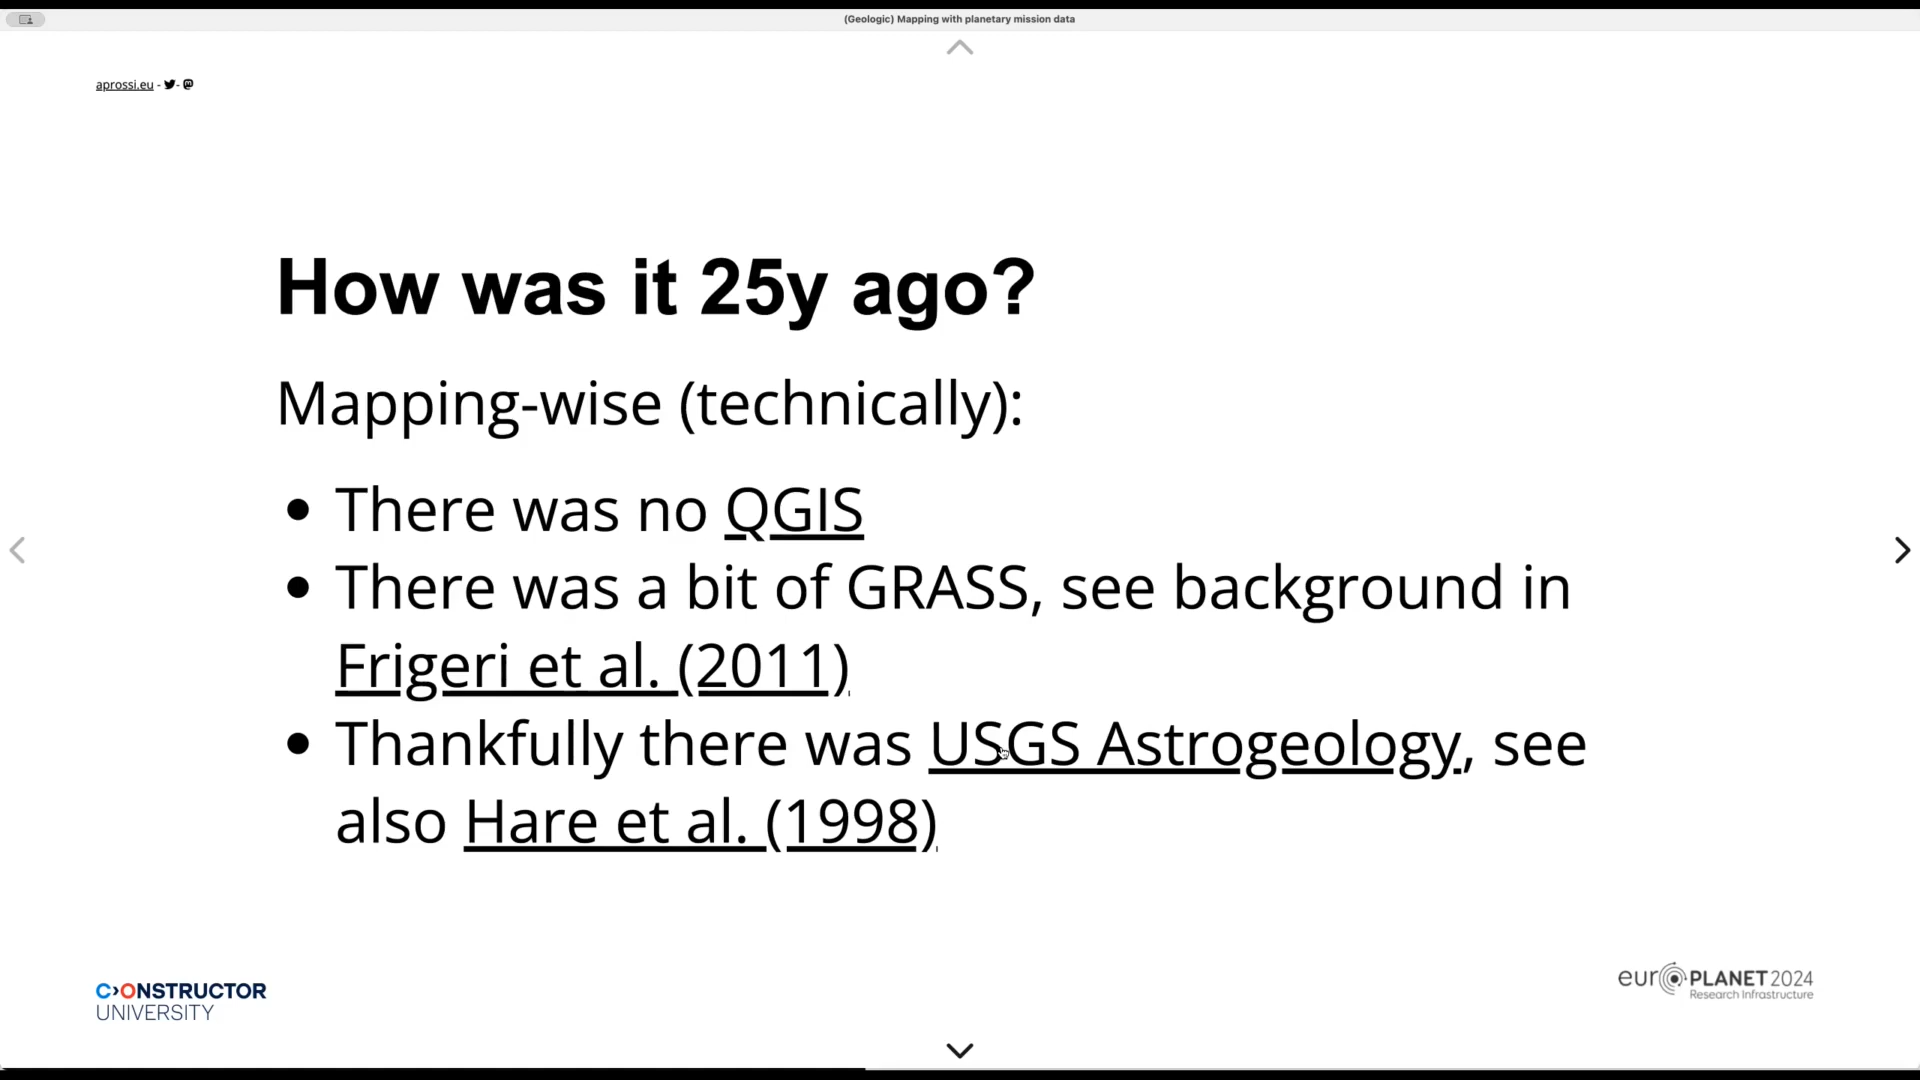 (Geologic) Mapping with planetary mission data
aprossi.eu - -
How was it 25y ago?
Mapping-wise (technically):
• There was no QGIS
• There was a bit of GRASS, see background in
Frigeri et al. (2011)
• Thankfully there was USGS Astrogeology, see
also Hare et al. (1998)
CONSTRUCTOR
UNIVERSITY
euroPLANET 2024
Research Infrastructure